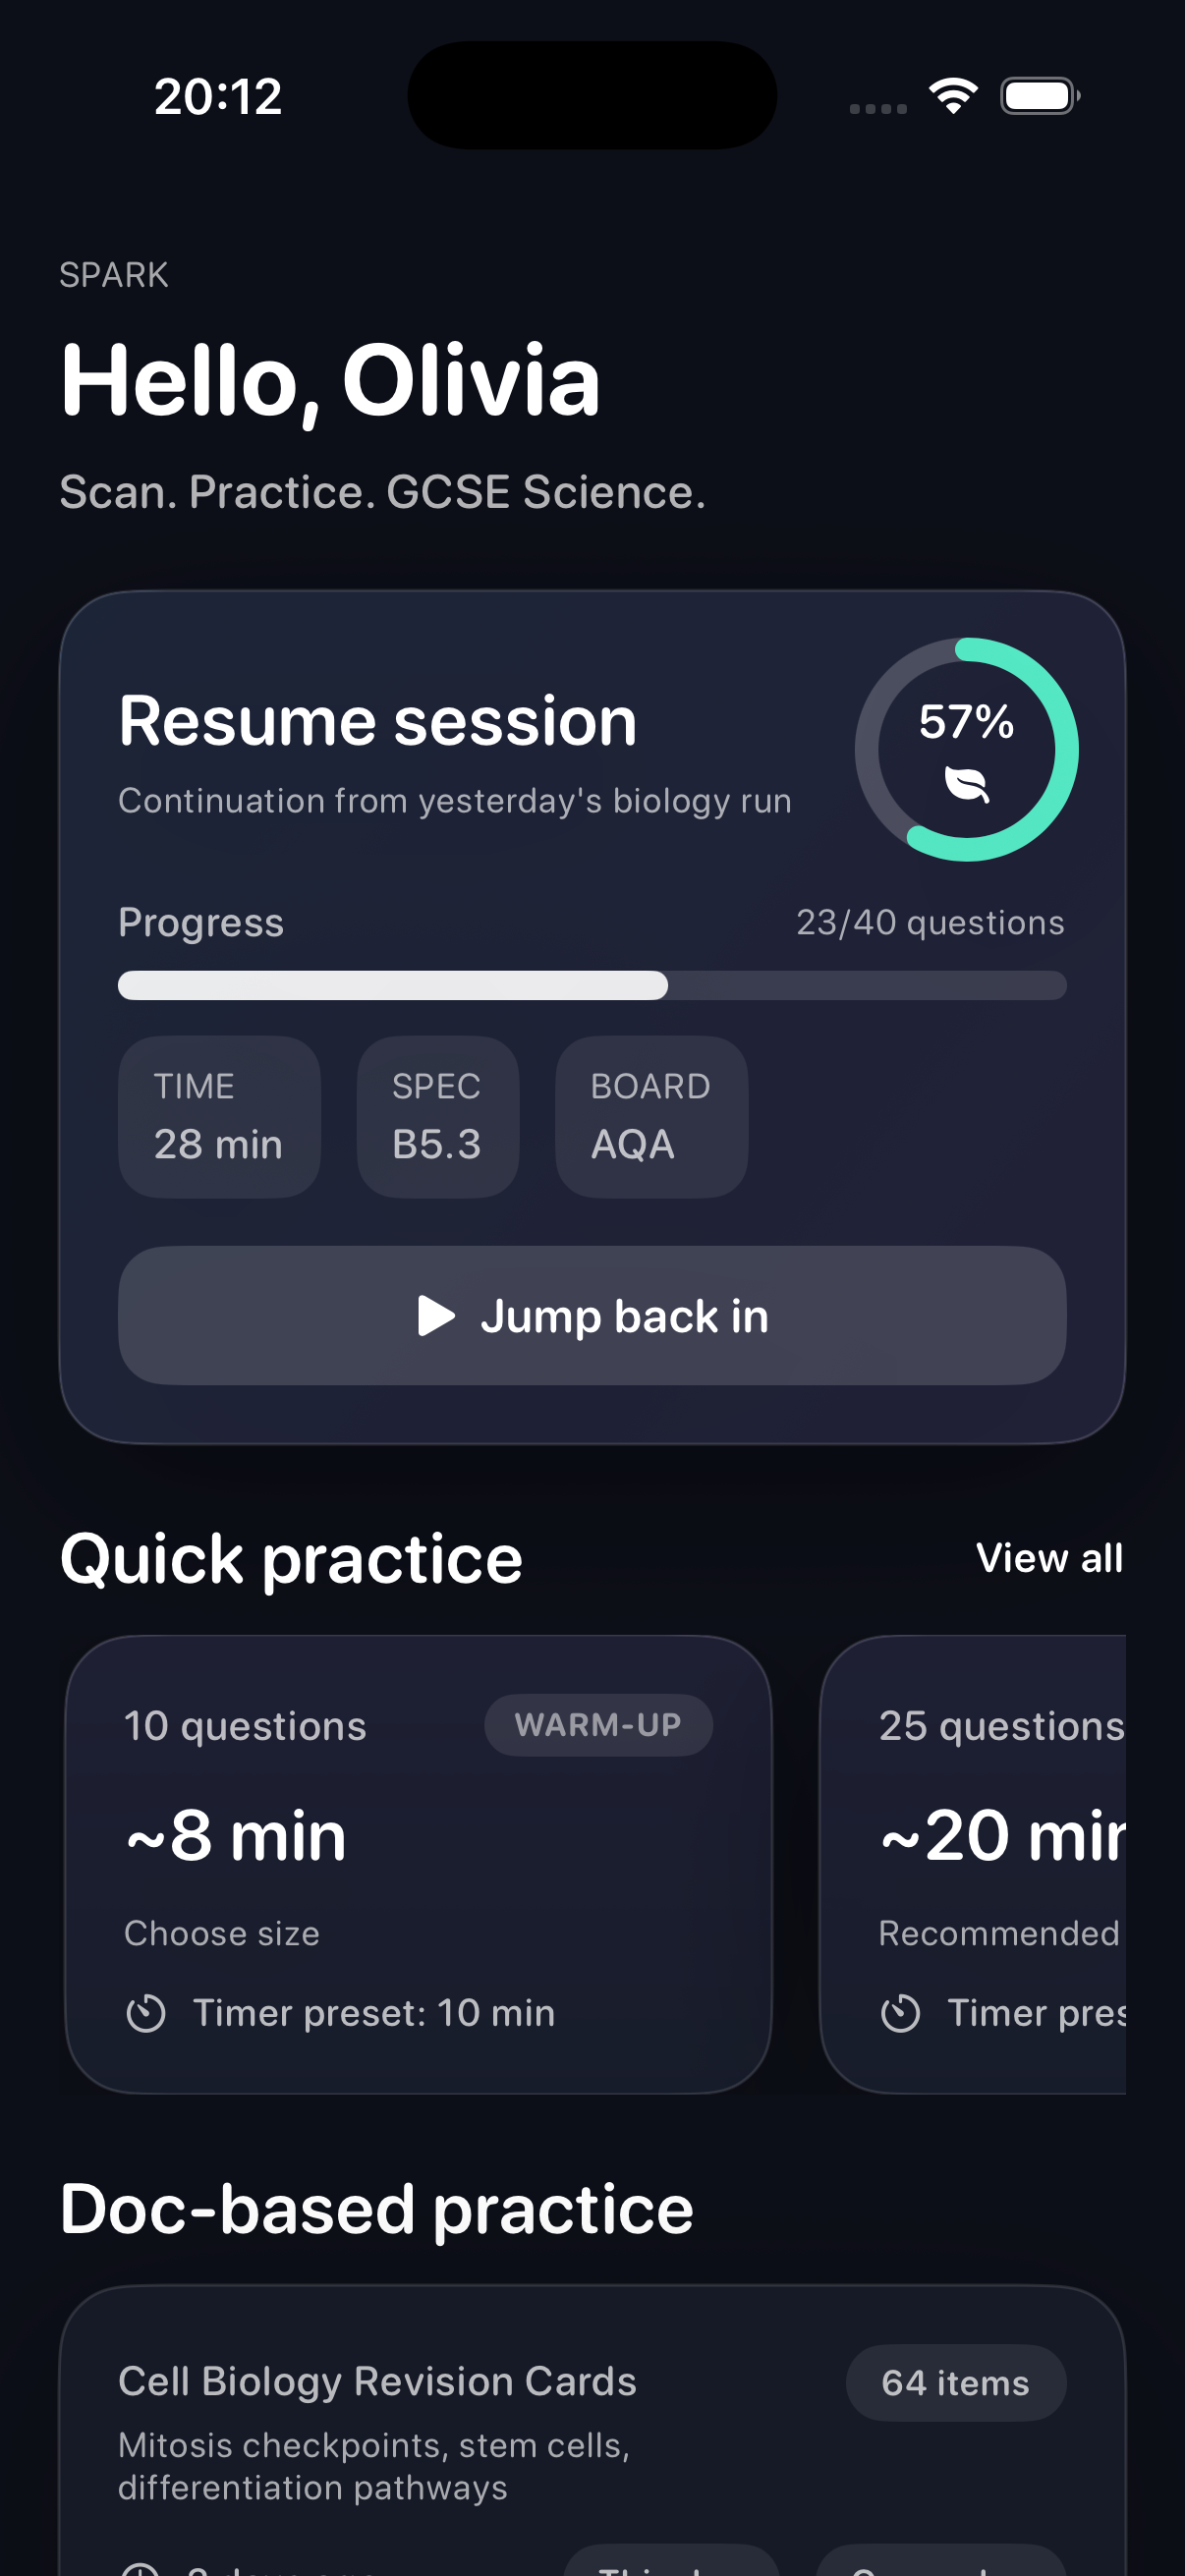 20:12
SPARK
Hello, Olivia
Scan. Practice. GCSE Science.
Resume session
57%
Continuation from yesterday's biology run
Progress
23/40 questions
TIME
28 min
SPEC
B5.3
BOARD
AQA
Jump back in
Quick practice
View all
10 questions
WARM-UP
~8 min
Choose size
Timer preset: 10 min
25 questions
~20 min
Recommended
Timer
Doc-based practice
Cell Biology Revision Cards
64 items
Mitosis checkpoints, stem cells,
differentiation pathways